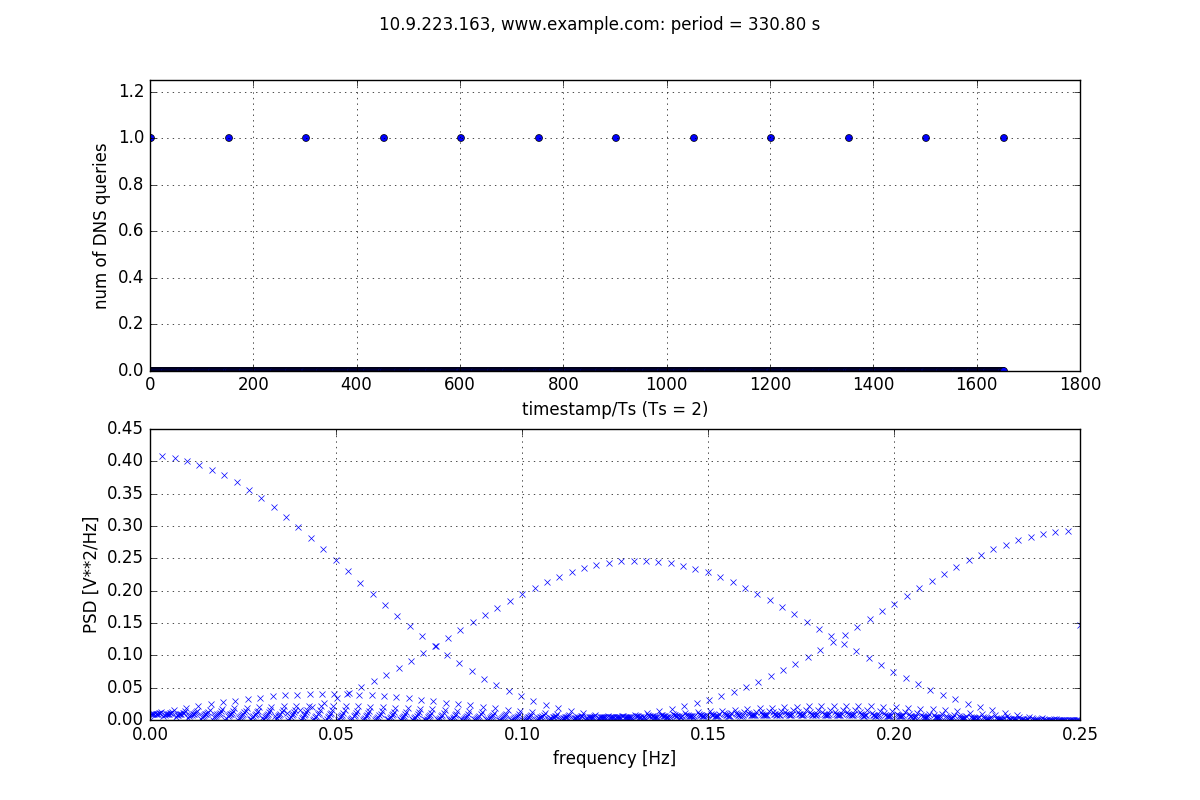 10.9.223.163, www.example.com: period = 330.80 s
1.2
1.0
0.8
0.6
0.4
0.2
0.0
num of DNS queries
0 200 400 600 800 1000 1200 1400 1600 1800
timestamp/Ts (Ts = 2)
0.45
0.40
0.35
0.30
0.25
0.20
0.15
0.10
0.05
0.00
PSD [V**2/Hz]
0.00 0.05 0.10 0.15 0.20 0.25
frequency [Hz]